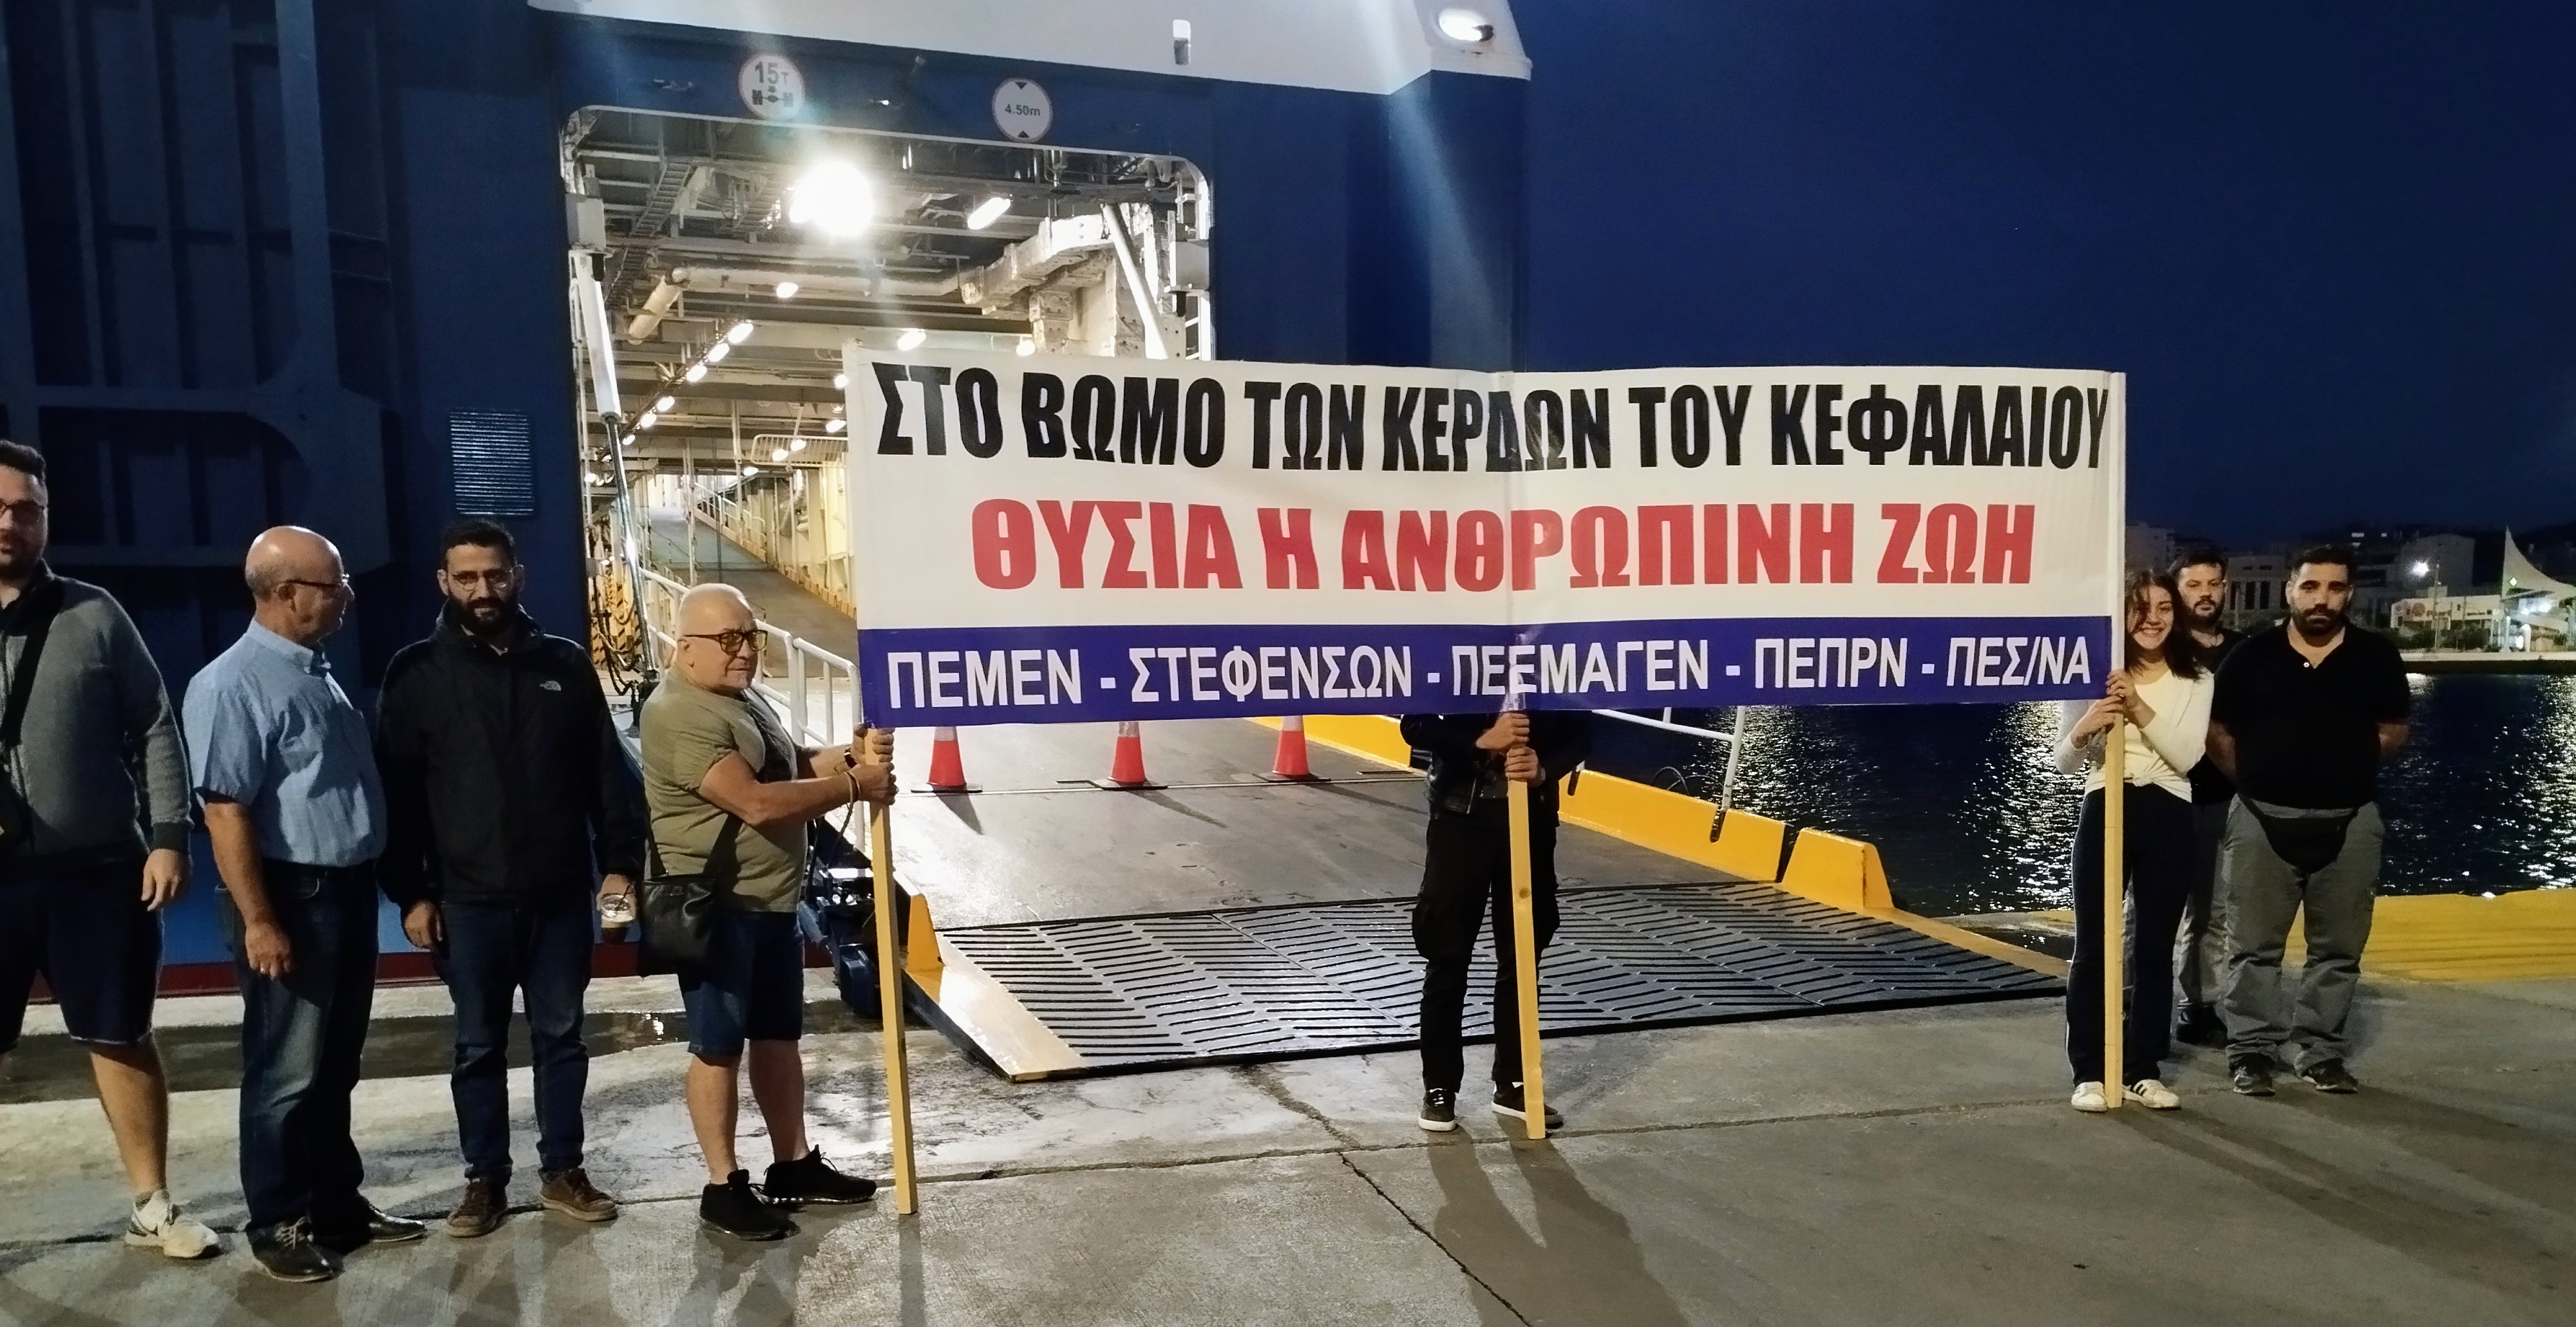 15T
4.50m
ΣΤΟ ΒΩΜΟ ΤΩΝ ΚΕΡΔΩΝ ΤΟΥ ΚΕΦΑΛΑΙΟΥ
ΘΥΣΙΑ Η ΑΝΘΡΩΠΙΝΗ ΖΩΗ
ΠΕΜΕΝ - ΣΤΕΦΕΝΣΩΝ - ΠΕΕΜΑΓΕΝ - ΠΕΠΡΝ - ΠΕΣ/ΝΑ